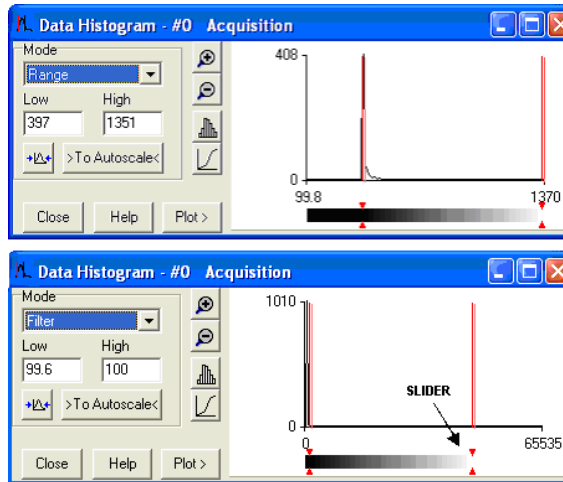 Data Histogram - #0 Acquisition
Mode
Range
Low High
397 1351
>To Autoscale<
Close Help Plot >
408
0
99.8 1370
Data Histogram - #0 Acquisition
Mode
Filter
Low High
99.6 100
>To Autoscale<
Close Help Plot >
1010
0
SLIDER
0 65535